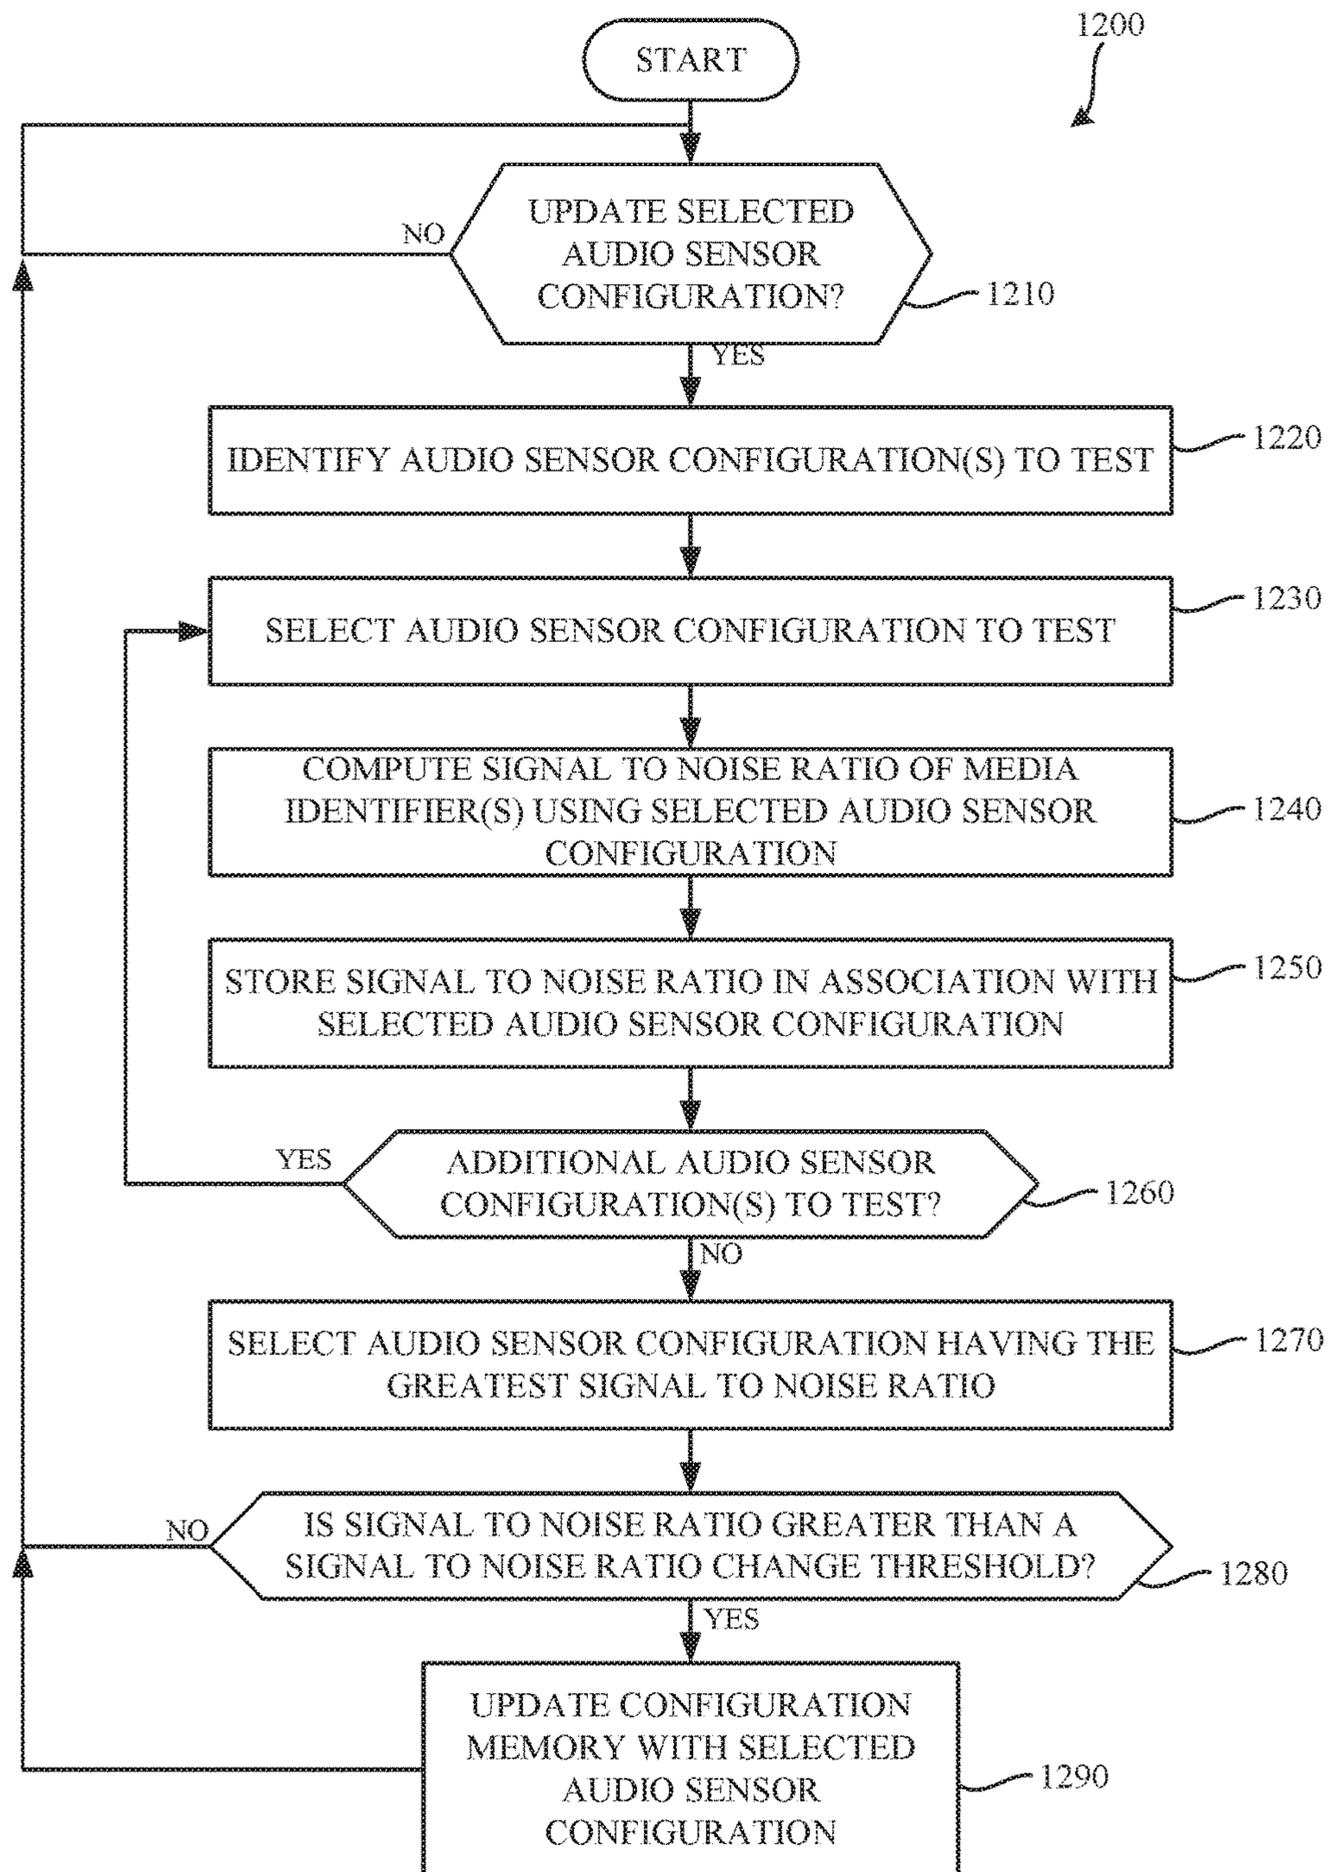 1200
START
UPDATE SELECTED
AUDIO SENSOR
CONFIGURATION?
NO
1210
YES
IDENTIFY AUDIO SENSOR CONFIGURATION(S) TO TEST
1220
SELECT AUDIO SENSOR CONFIGURATION TO TEST
1230
COMPUTE SIGNAL TO NOISE RATIO OF MEDIA
IDENTIFIER(S) USING SELECTED AUDIO SENSOR
CONFIGURATION
1240
STORE SIGNAL TO NOISE RATIO IN ASSOCIATION WITH
SELECTED AUDIO SENSOR CONFIGURATION
1250
YES
ADDITIONAL AUDIO SENSOR
CONFIGURATION(S) TO TEST?
1260
NO
SELECT AUDIO SENSOR CONFIGURATION HAVING THE
GREATEST SIGNAL TO NOISE RATIO
1270
NO
IS SIGNAL TO NOISE RATIO GREATER THAN A
SIGNAL TO NOISE RATIO CHANGE THRESHOLD?
1280
YES
UPDATE CONFIGURATION
MEMORY WITH SELECTED
AUDIO SENSOR
CONFIGURATION
1290